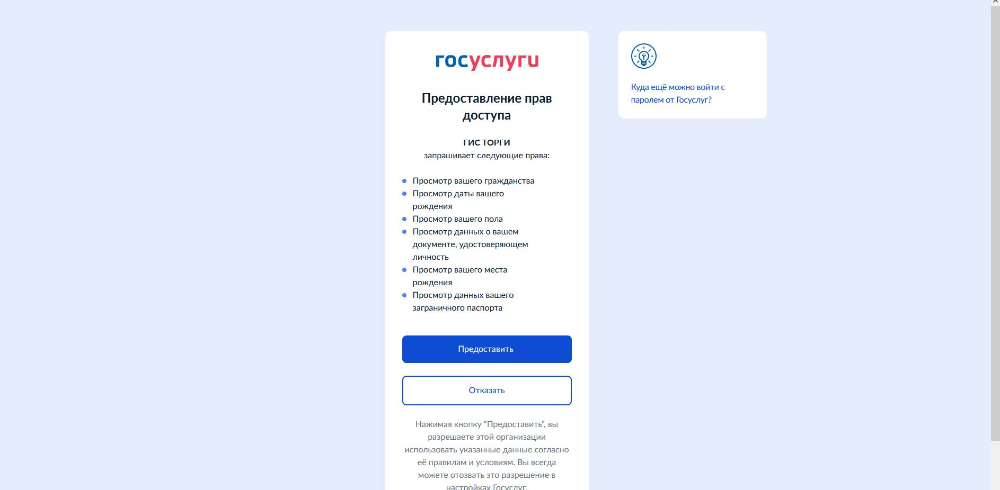 госуслуги
Предоставление прав
доступа
ГИС ТОРГИ
запрашивает следующие права:
Просмотр вашего гражданства
Просмотр даты вашего
рождения
Просмотр вашего пола
Просмотр данных о вашем
документе, удостоверяющем
личность
Просмотр вашего места
рождения
Просмотр данных вашего
заграничного паспорта
Предоставить
Отказать
Нажимая кнопку “Предоставить”, вы
разрешаете этой организации
использовать указанные данные согласно
её правилам и условиям. Вы всегда
можете отозвать это разрешение в
настройках Госуслуг.
Куда ещё можно войти с
паролем от Госуслуг?